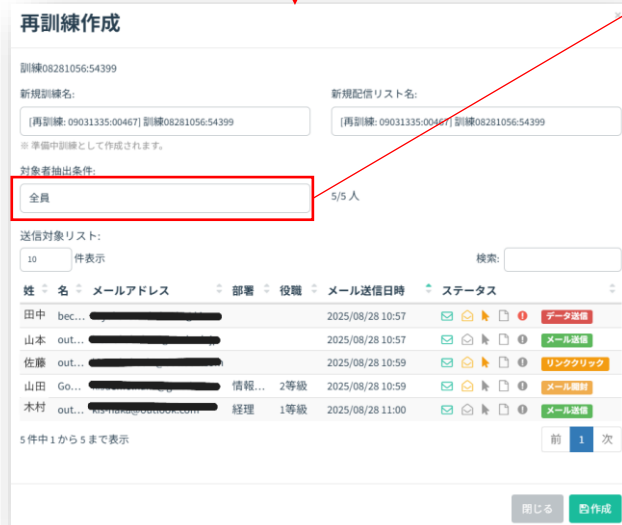 再訓練作成
訓練08281056:54399
新規訓練名: 新規配信リスト名:
[再訓練: 09031335:00467] 訓練08281056:54399 [再訓練: 09031335:00467] 訓練08281056:54399
※ 準備中訓練として作成されます。
対象者抽出条件:
全員 5/5 人
送信対象リスト:
10 件表示 検索:
姓 名 メールアドレス 部署 役職 メール送信日時 ステータス
田中 bec... 2025/08/28 10:57 データ送信
山本 out... 2025/08/28 10:57 メール送信
佐藤 out... 2025/08/28 10:59 リンククリック
山田 Go... 情報... 2等級 2025/08/28 10:59 メール開封
木村 out... 経理 1等級 2025/08/28 11:00 メール送信
5 件中 1 から 5 まで表示 前 1 次
閉じる 作成